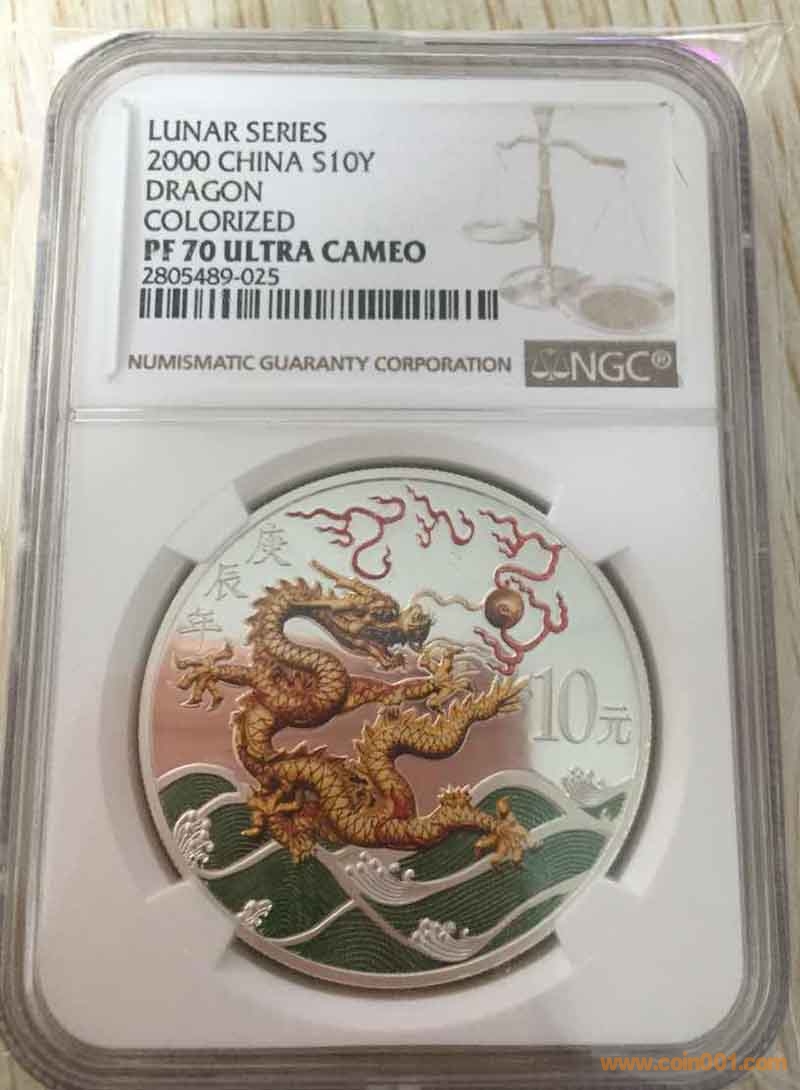 LUNAR SERIES
2000 CHINA S10Y
DRAGON
COLORIZED
PF 70 ULTRA CAMEO
2805489-025
NUMISMATIC GUARANTY CORPORATION
NGC®
庚辰年
10元
www.coin001.com